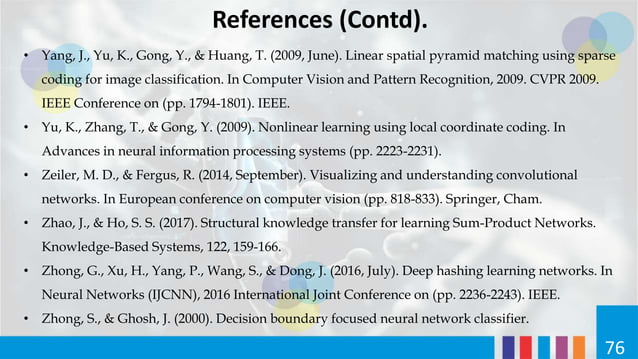 References (Contd).
• Yang, J., Yu, K., Gong, Y., & Huang, T. (2009, June). Linear spatial pyramid matching using sparse
coding for image classification. In Computer Vision and Pattern Recognition, 2009. CVPR 2009.
IEEE Conference on (pp. 1794-1801). IEEE.
• Yu, K., Zhang, T., & Gong, Y. (2009). Nonlinear learning using local coordinate coding. In
Advances in neural information processing systems (pp. 2223-2231).
• Zeiler, M. D., & Fergus, R. (2014, September). Visualizing and understanding convolutional
networks. In European conference on computer vision (pp. 818-833). Springer, Cham.
• Zhao, J., & Ho, S. S. (2017). Structural knowledge transfer for learning Sum-Product Networks.
Knowledge-Based Systems, 122, 159-166.
• Zhong, G., Xu, H., Yang, P., Wang, S., & Dong, J. (2016, July). Deep hashing learning networks. In
Neural Networks (IJCNN), 2016 International Joint Conference on (pp. 2236-2243). IEEE.
• Zhong, S., & Ghosh, J. (2000). Decision boundary focused neural network classifier.
76